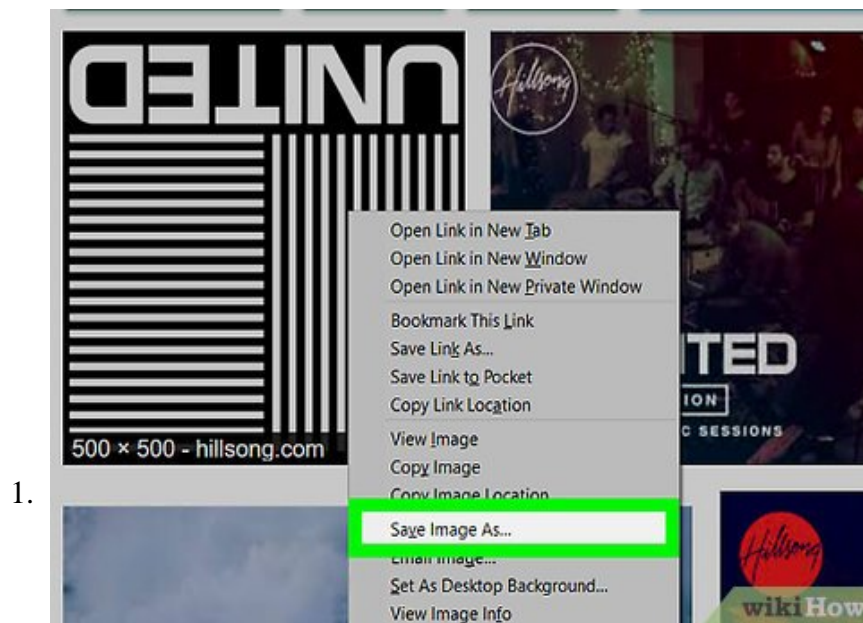 UNITED
Hillsong
Open Link in New Tab
Open Link in New Window
Open Link in New Private Window
Bookmark This Link
Save Link As...
Save Link to Pocket
Copy Link Location
TED
ION
C SESSIONS
500 × 500 - hillsong.com
View Image
Copy Image
Copy Image Location
1.
Save Image As...
Email Image...
Hillsong
Set As Desktop Background...
View Image Info
wikiHow